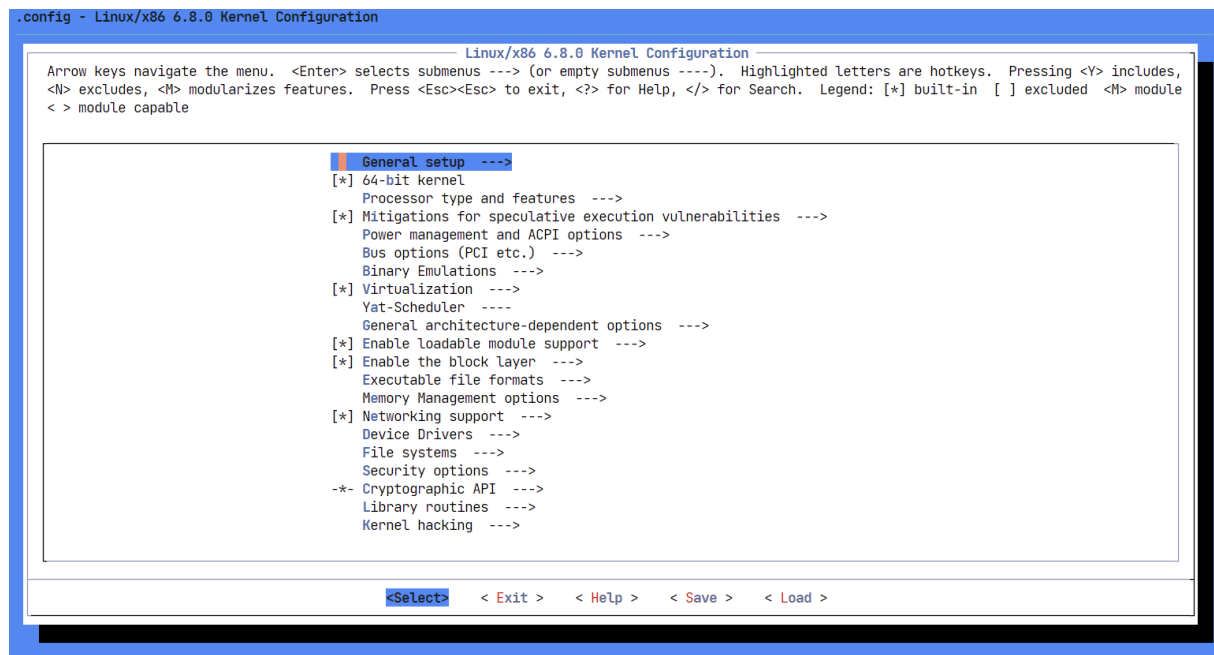 .config - Linux/x86 6.8.0 Kernel Configuration
Linux/x86 6.8.0 Kernel Configuration
Arrow keys navigate the menu.  <Enter> selects submenus ---> (or empty submenus ----).  Highlighted letters are hotkeys.  Pressing <Y> includes,
<N> excludes, <M> modularizes features.  Press <Esc><Esc> to exit, <?> for Help, </> for Search.  Legend: [*] built-in  [ ] excluded  <M> module
< > module capable
General setup  --->
[*] 64-bit kernel
Processor type and features  --->
[*] Mitigations for speculative execution vulnerabilities  --->
Power management and ACPI options  --->
Bus options (PCI etc.)  --->
Binary Emulations  --->
[*] Virtualization  --->
Yat-Scheduler  ----
General architecture-dependent options  --->
[*] Enable loadable module support  --->
[*] Enable the block layer  --->
Executable file formats  --->
Memory Management options  --->
[*] Networking support  --->
Device Drivers  --->
File systems  --->
Security options  --->
-*- Cryptographic API  --->
Library routines  --->
Kernel hacking  --->
<Select>    < Exit >    < Help >    < Save >    < Load >